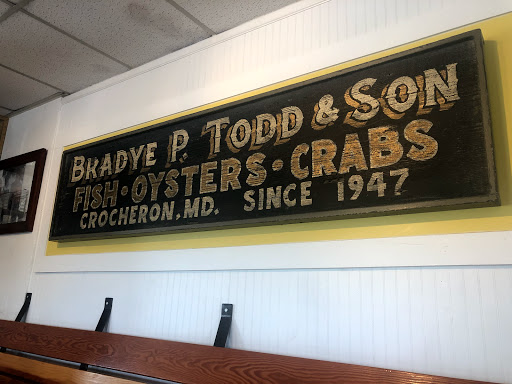 BRADYE P. TODD & SON
FISH · OYSTERS · CRABS
CROCHERON, MD. SINCE 1947